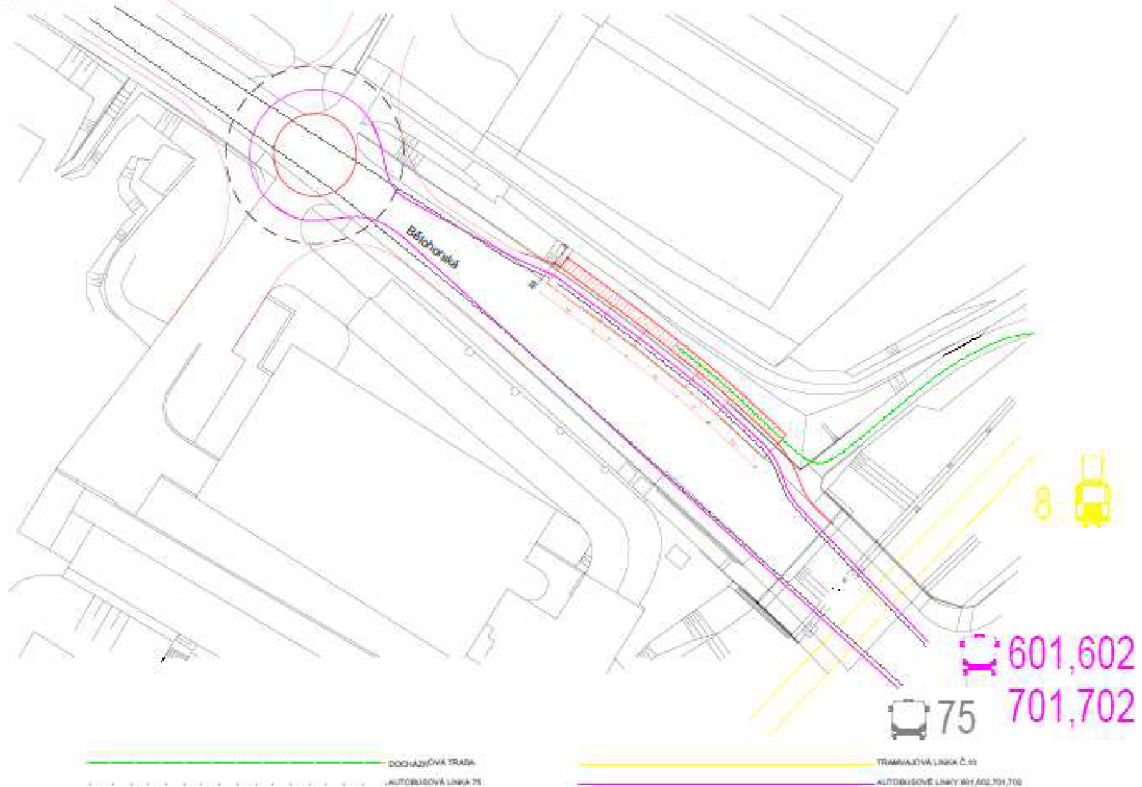 Bělohorská
8
601,602
701,702
75
DOCHÁZKOVÁ TRASA
TRAMVAJOVÁ LINKA Č.
AUTOBUSOVÁ LINKA 75
AUTOBUSOVÉ LINKY 601,602,701,702